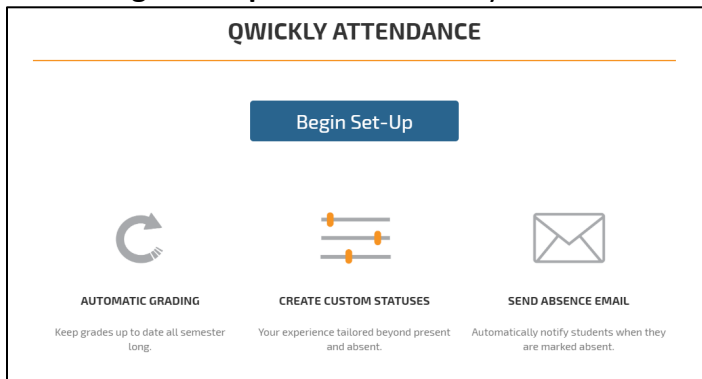 QWICKLY ATTENDANCE
Begin Set-Up
AUTOMATIC GRADING
Keep grades up to date all semester
long.
CREATE CUSTOM STATUSES
Your experience tailored beyond present
and absent.
SEND ABSENCE EMAIL
Automatically notify students when they
are marked absent.